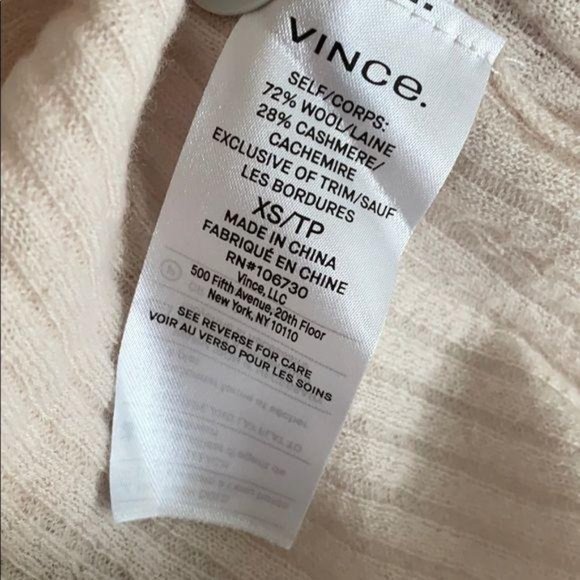 VINCE.
SELF/CORPS:
72% WOOL/LAINE
28% CASHMERE/
CACHEMIRE
EXCLUSIVE OF TRIM/SAUF
LES BORDURES
XS/TP
MADE IN CHINA
FABRIQUÉ EN CHINE
RN#106730
Vince, LLC
500 Fifth Avenue, 20th Floor
New York, NY 10110
SEE REVERSE FOR CARE
VOIR AU VERSO POUR LES SOINS